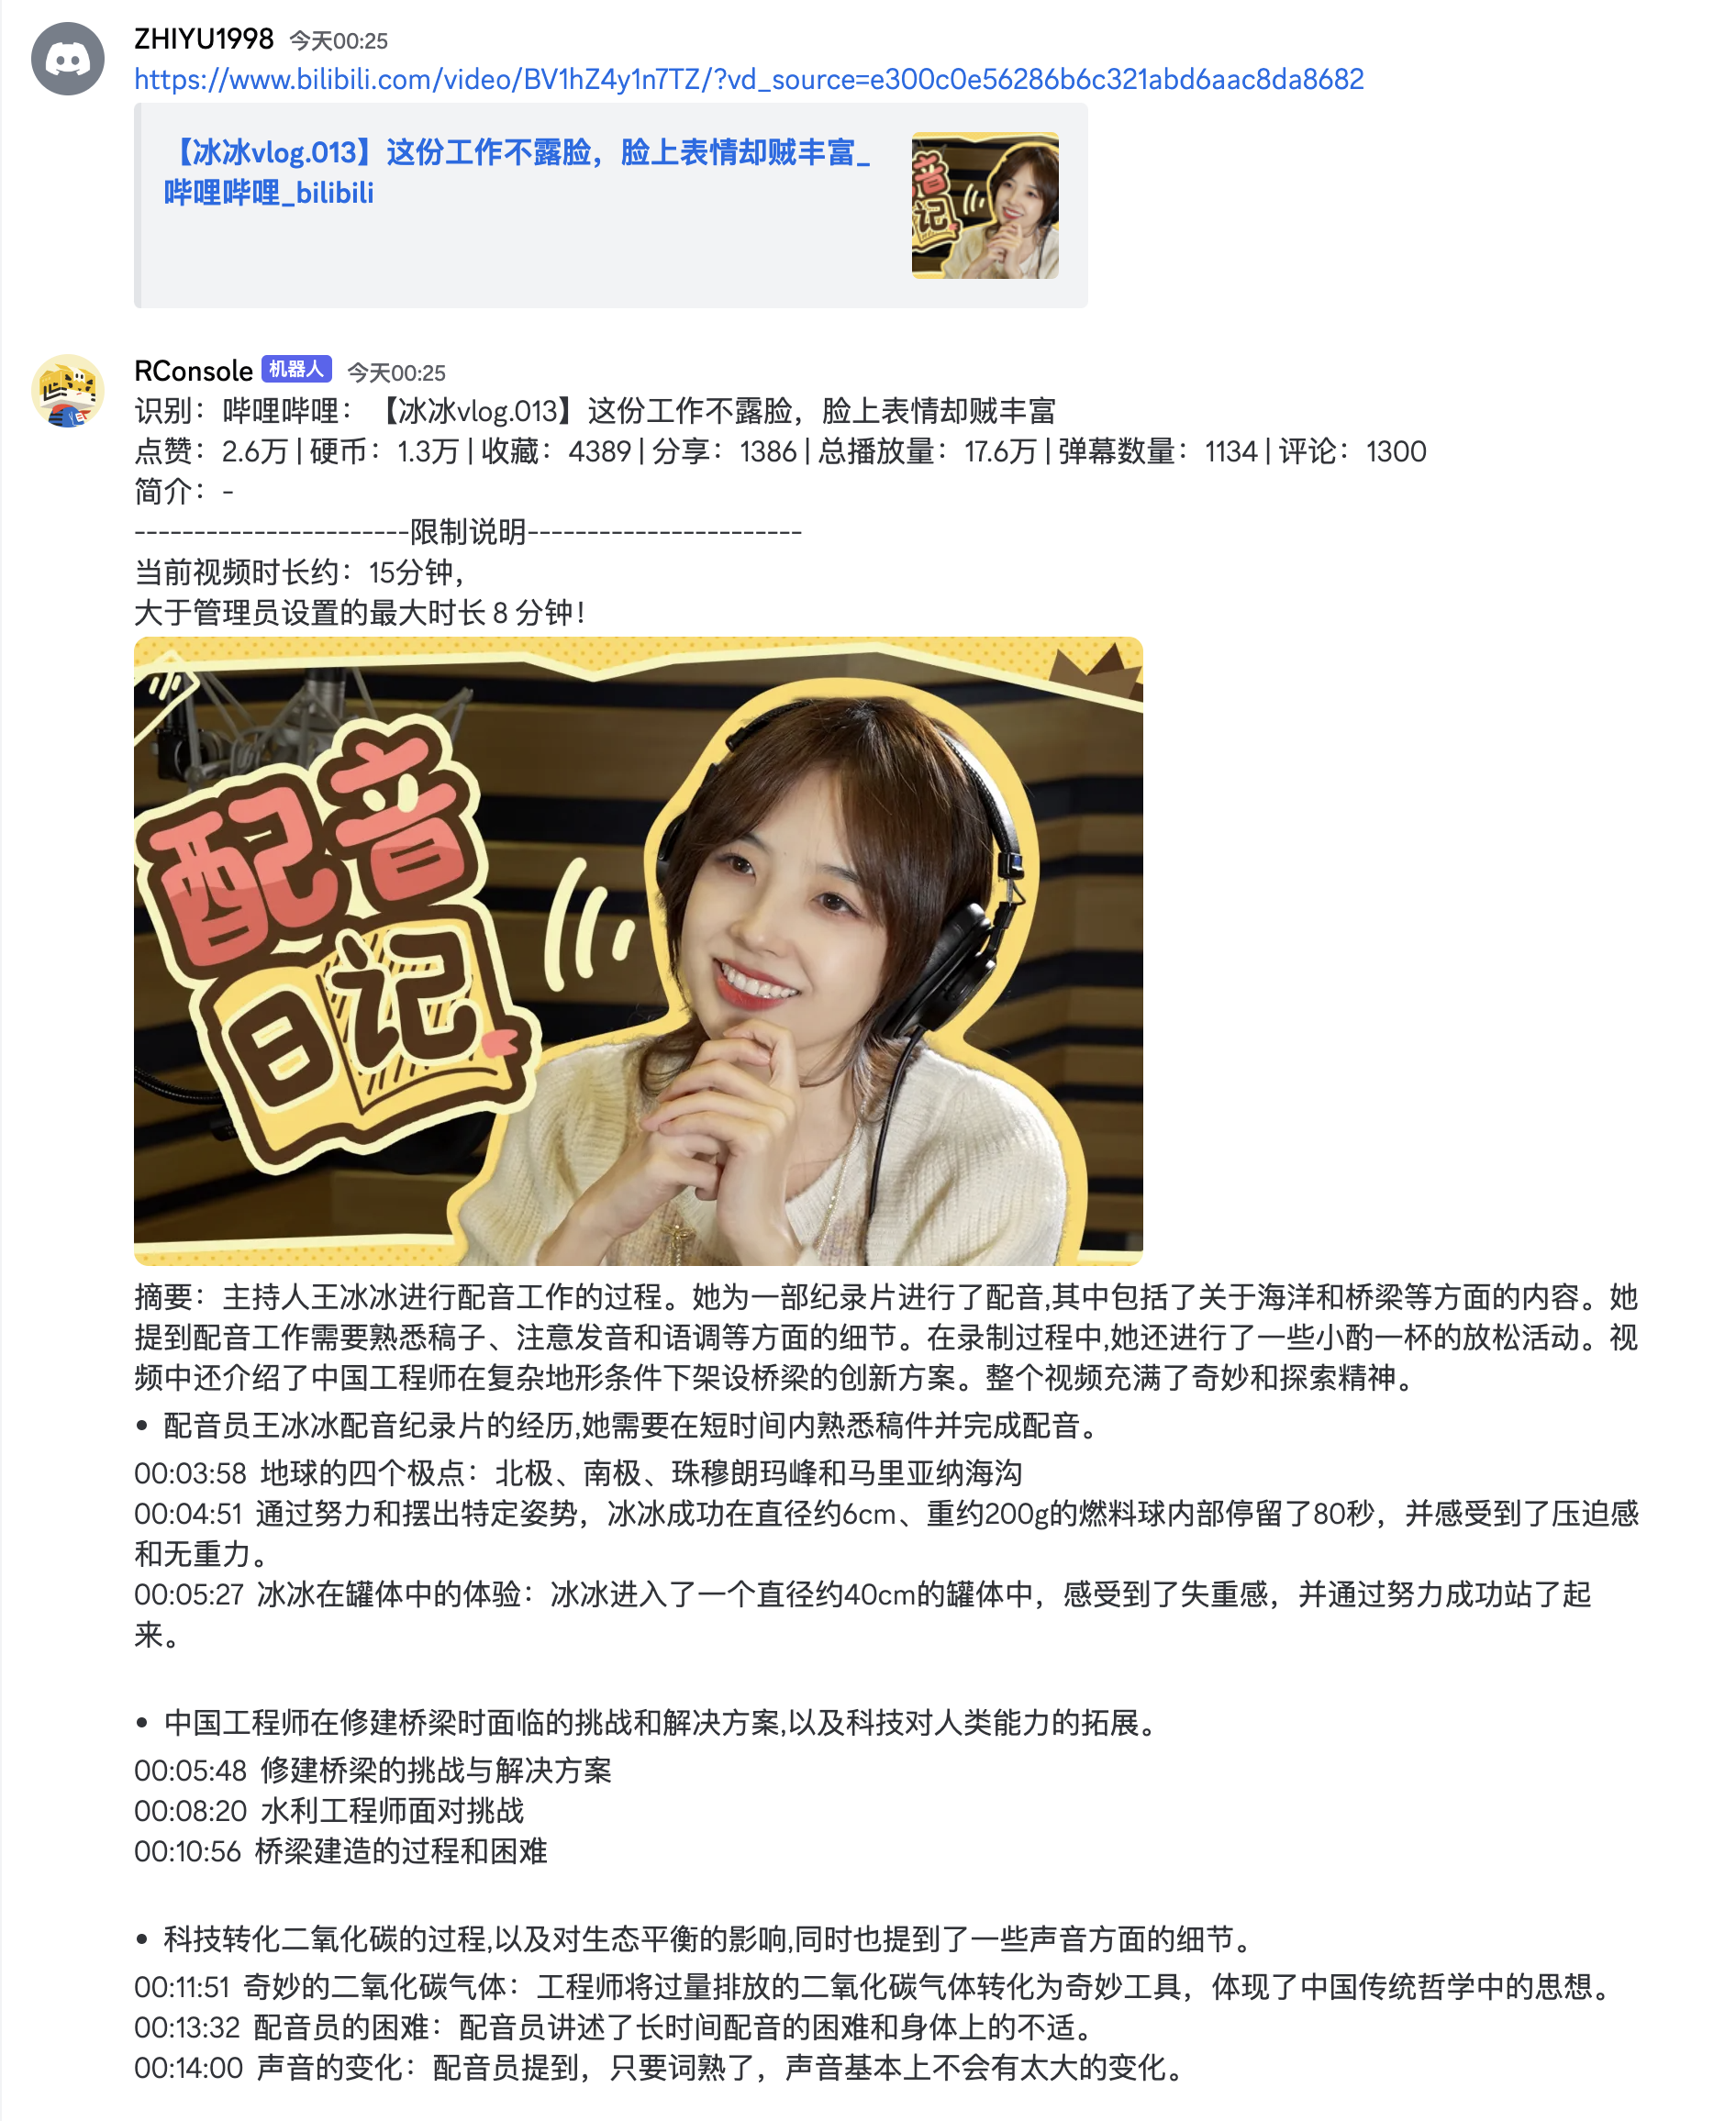 ZHIYU1998 今天00:25
https://www.bilibili.com/video/BV1hZ4y1n7TZ/?vd_source=e300c0e56286b6c321abd6aac8da8682
【冰冰vlog.013】这份工作不露脸，脸上表情却贼丰富_
哔哩哔哩_bilibili
音
记
RConsole 机器人 今天00:25
识别：哔哩哔哩：【冰冰vlog.013】这份工作不露脸，脸上表情却贼丰富
点赞：2.6万 | 硬币：1.3万 | 收藏：4389 | 分享：1386 | 总播放量：17.6万 | 弹幕数量：1134 | 评论：1300
简介：-
-----------------------限制说明-----------------------
当前视频时长约：15分钟，
大于管理员设置的最大时长 8 分钟！
配音
日记
摘要：主持人王冰冰进行配音工作的过程。她为一部纪录片进行了配音,其中包括了关于海洋和桥梁等方面的内容。她
提到配音工作需要熟悉稿子、注意发音和语调等方面的细节。在录制过程中,她还进行了一些小酌一杯的放松活动。视
频中还介绍了中国工程师在复杂地形条件下架设桥梁的创新方案。整个视频充满了奇妙和探索精神。
• 配音员王冰冰配音纪录片的经历,她需要在短时间内熟悉稿件并完成配音。
00:03:58 地球的四个极点：北极、南极、珠穆朗玛峰和马里亚纳海沟
00:04:51 通过努力和摆出特定姿势，冰冰成功在直径约6cm、重约200g的燃料球内部停留了80秒，并感受到了压迫感
和无重力。
00:05:27 冰冰在罐体中的体验：冰冰进入了一个直径约40cm的罐体中，感受到了失重感，并通过努力成功站了起
来。
• 中国工程师在修建桥梁时面临的挑战和解决方案,以及科技对人类能力的拓展。
00:05:48 修建桥梁的挑战与解决方案
00:08:20 水利工程师面对挑战
00:10:56 桥梁建造的过程和困难
• 科技转化二氧化碳的过程,以及对生态平衡的影响,同时也提到了一些声音方面的细节。
00:11:51 奇妙的二氧化碳气体：工程师将过量排放的二氧化碳气体转化为奇妙工具，体现了中国传统哲学中的思想。
00:13:32 配音员的困难：配音员讲述了长时间配音的困难和身体上的不适。
00:14:00 声音的变化：配音员提到，只要词熟了，声音基本上不会有太大的变化。